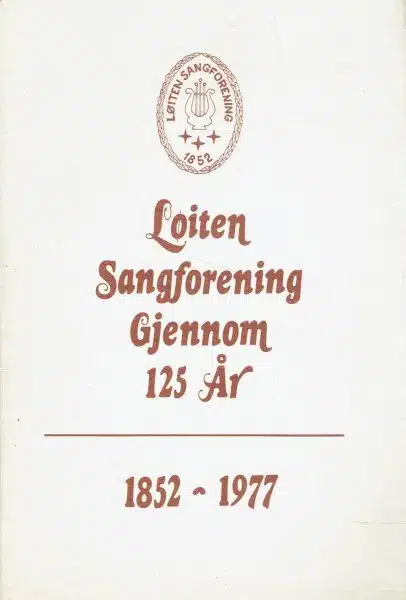 LØITEN SANGFORENING
1852
Løiten
Sangforening
Gjennom
125 År
1852 - 1977